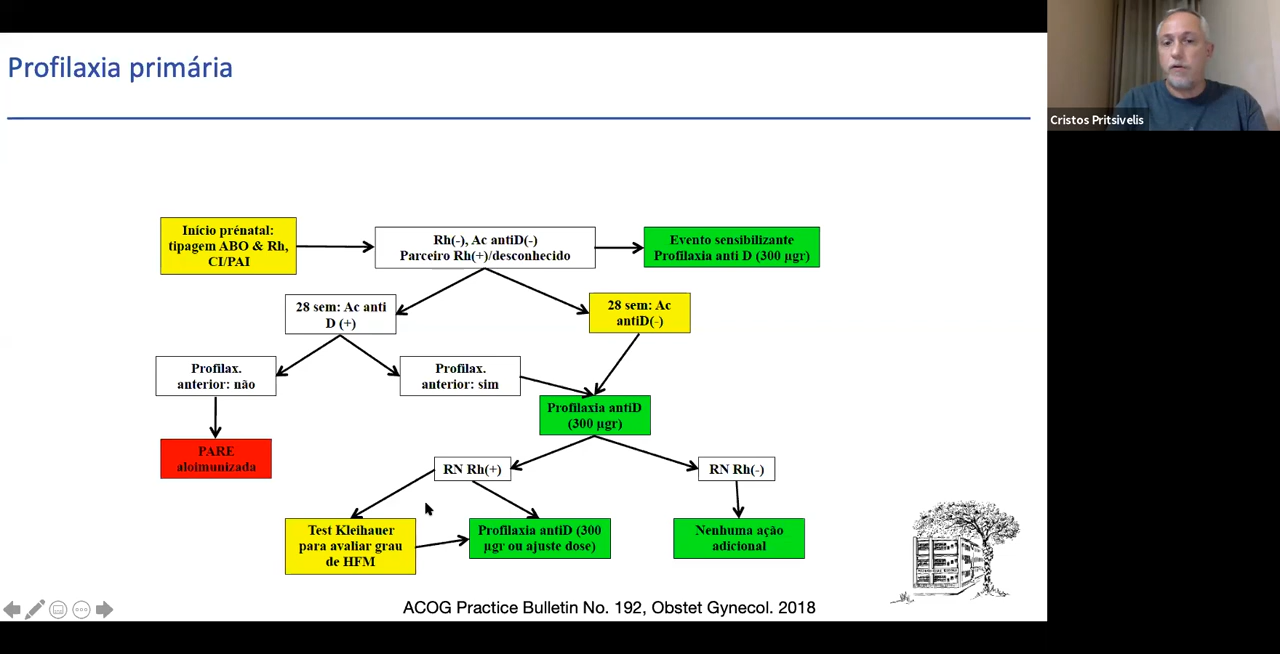 Profilaxia primária
Cristos Pritsivelis
Início prénatal:
tipagem ABO & Rh,
CI/PAI
Rh(-), Ac antiD(-)
Parceiro Rh(+)/desconhecido
Evento sensibilizante
Profilaxia anti D (300 µgr)
28 sem: Ac anti
D (+)
28 sem: Ac
antiD(-)
Profilax.
anterior: não
Profilax.
anterior: sim
Profilaxia antiD
(300 µgr)
PARE
aloimunizada
RN Rh(+)
RN Rh(-)
Test Kleihauer
para avaliar grau
de HFM
Profilaxia antiD (300
µgr ou ajuste dose)
Nenhuma ação
adicional
ACOG Practice Bulletin No. 192, Obstet Gynecol. 2018